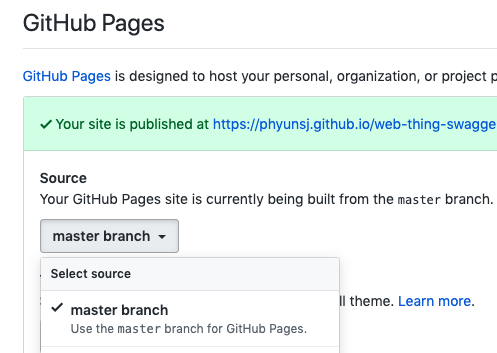 GitHub Pages
GitHub Pages is designed to host your personal, organization, or project p
Your site is published at https://phyunsj.github.io/web-thing-swagge
Source
Your GitHub Pages site is currently being built from the master branch.
master branch
Select source
master branch
ll theme. Learn more.
Use the master branch for GitHub Pages.